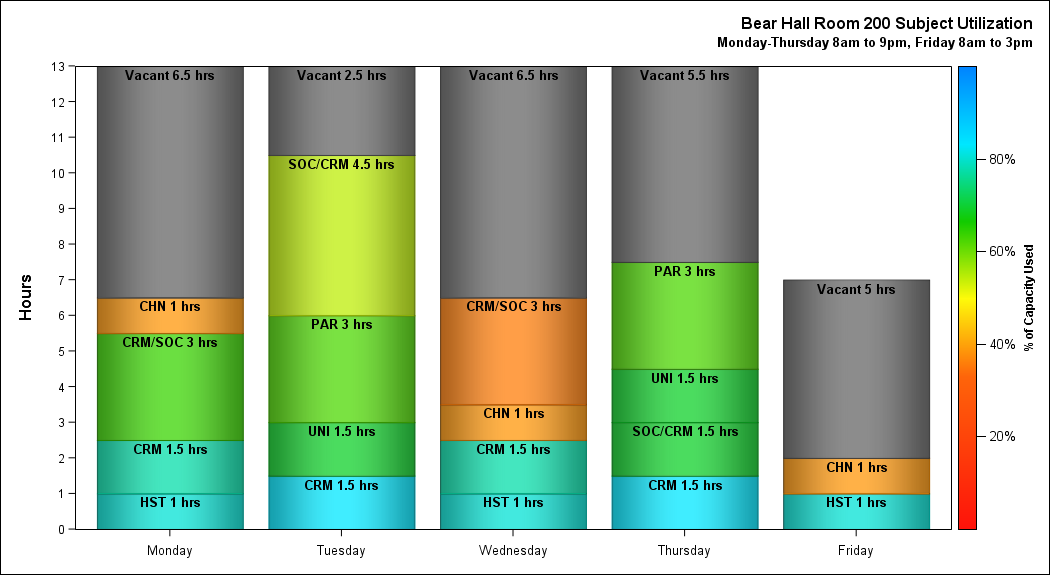 Bear Hall Room 200 Subject Utilization
Monday-Thursday 8am to 9pm, Friday 8am to 3pm
Hours
13
12
11
10
9
8
7
6
5
4
3
2
1
0
Vacant 6.5 hrs
CHN 1 hrs
CRM/SOC 3 hrs
CRM 1.5 hrs
HST 1 hrs
Monday
Vacant 2.5 hrs
SOC/CRM 4.5 hrs
PAR 3 hrs
UNI 1.5 hrs
CRM 1.5 hrs
Tuesday
Vacant 6.5 hrs
CRM/SOC 3 hrs
CHN 1 hrs
CRM 1.5 hrs
HST 1 hrs
Wednesday
Vacant 5.5 hrs
PAR 3 hrs
UNI 1.5 hrs
SOC/CRM 1.5 hrs
CRM 1.5 hrs
Thursday
Vacant 5 hrs
CHN 1 hrs
HST 1 hrs
Friday
80%
60%
40%
20%
% of Capacity Used